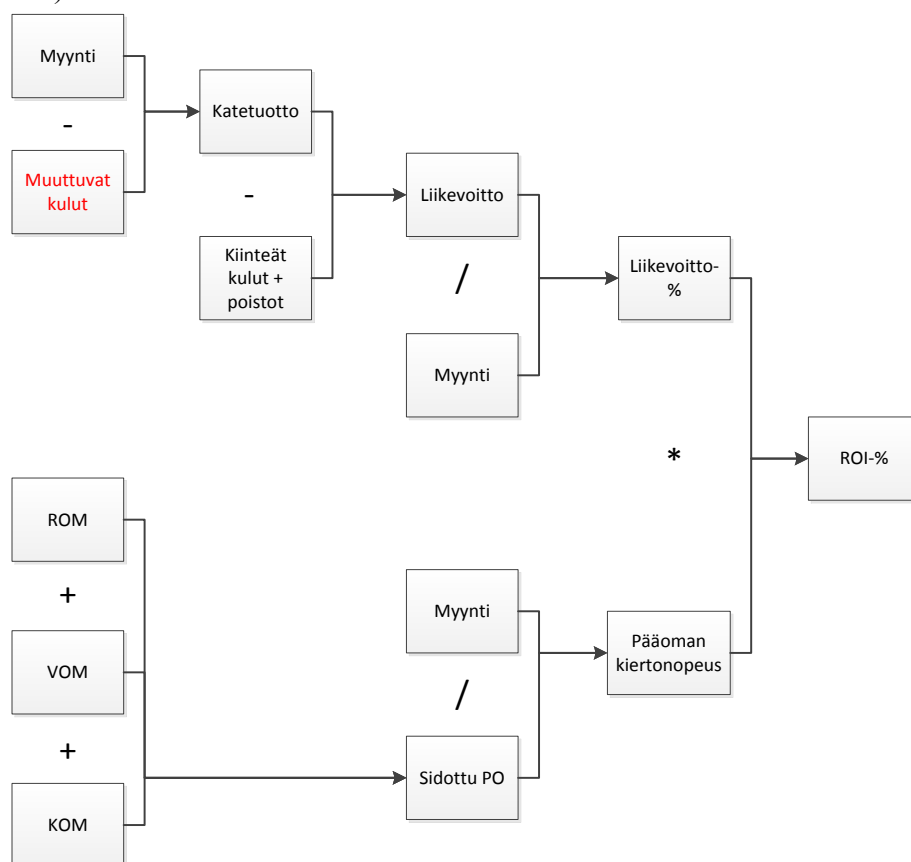 )
Myynti
-
Muuttuvat
kulut
Katetuotto
-
Kiinteät
kulut +
poistot
Liikevoitto
/
Myynti
Liikevoitto-
%
*
ROI-%
ROM
+
VOM
+
KOM
Myynti
/
Sidottu PO
Pääoman
kiertonopeus